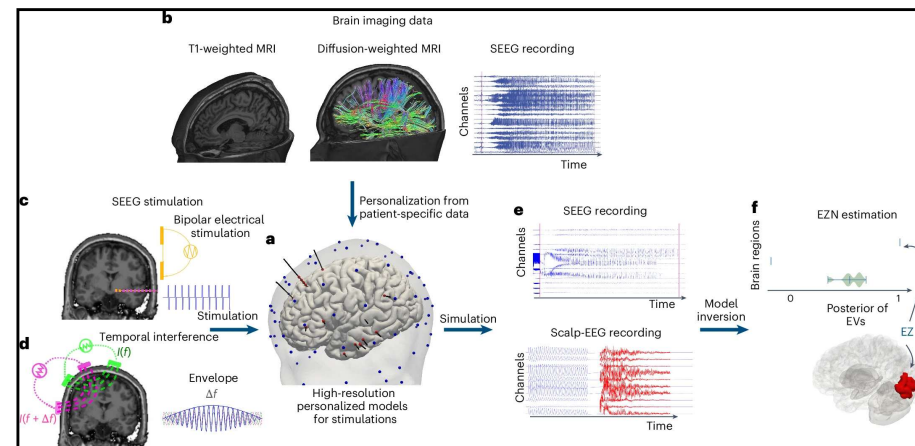 b
Brain imaging data
T1-weighted MRI
Diffusion-weighted MRI
SEEG recording
Channels
Time
c
SEEG stimulation
Bipolar electrical
stimulation
Personalization from
patient-specific data
a
Stimulation
Simulation
High-resolution
personalized models
for stimulations
d
Temporal interference
I(f)
I(f + Δf)
Envelope
Δf
e
SEEG recording
Channels
Time
Scalp-EEG recording
Channels
Time
Model
inversion
f
EZN estimation
Brain regions
0
1
Posterior of
EVs
EZ